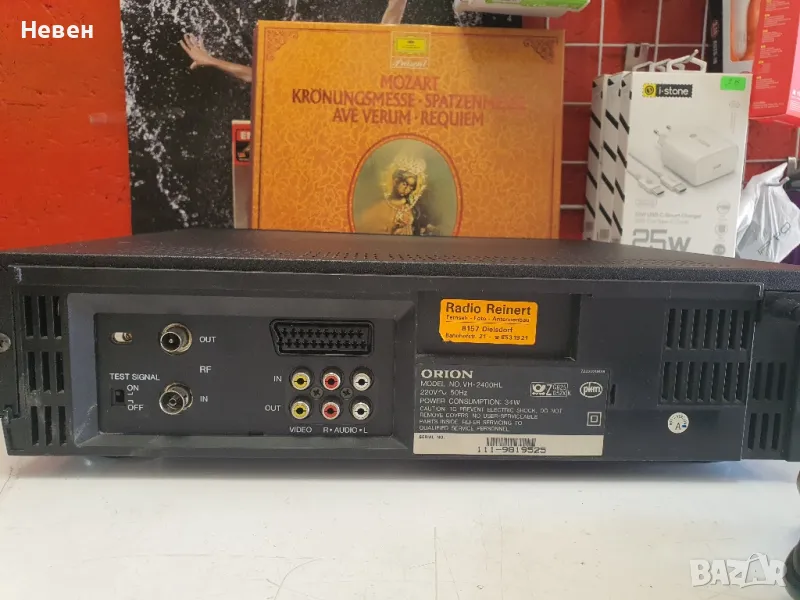 Невен
MOZART
KRÖNUNGSMESSE · SPATZENMESSE
AVE VERUM · REQUIEM
i-stone
25W
Radio Reinert
Fernseh - Foto - Antennenbau
8157 Dielsdorf
OUT
RF
TEST SIGNAL
ON
OFF
IN
IN
OUT
VIDEO R • AUDIO • L
ORION
MODEL NO. VH-2400HL
220V~ 50Hz
POWER CONSUMPTION: 34W
CAUTION: TO PREVENT ELECTRIC SHOCK, DO NOT
REMOVE COVERS. NO USER-SERVICEABLE
PARTS INSIDE. REFER SERVICING TO
QUALIFIED SERVICE PERSONNEL.
SERIAL NO.
111-9819525
BAZAR